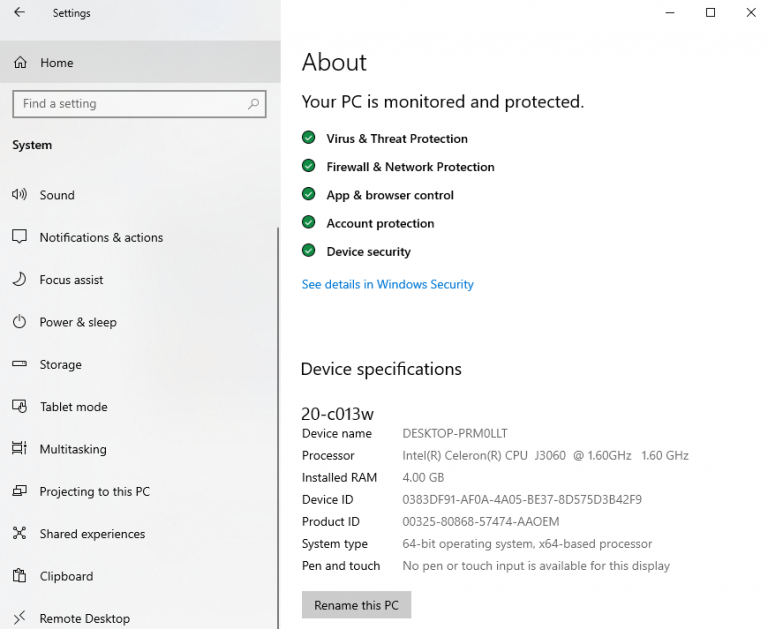 Settings
Home
Find a setting
System
Sound
Notifications & actions
Focus assist
Power & sleep
Storage
Tablet mode
Multitasking
Projecting to this PC
Shared experiences
Clipboard
Remote Desktop
About
Your PC is monitored and protected.
Virus & Threat Protection
Firewall & Network Protection
App & browser control
Account protection
Device security
See details in Windows Security
Device specifications
20-c013w
Device name DESKTOP-PRM0LLT
Processor Intel(R) Celeron(R) CPU J3060 @ 1.60GHz 1.60 GHz
Installed RAM 4.00 GB
Device ID 0383DF91-AF0A-4A05-BE37-8D575D3B42F9
Product ID 00325-80868-57474-AAOEM
System type 64-bit operating system, x64-based processor
Pen and touch No pen or touch input is available for this display
Rename this PC